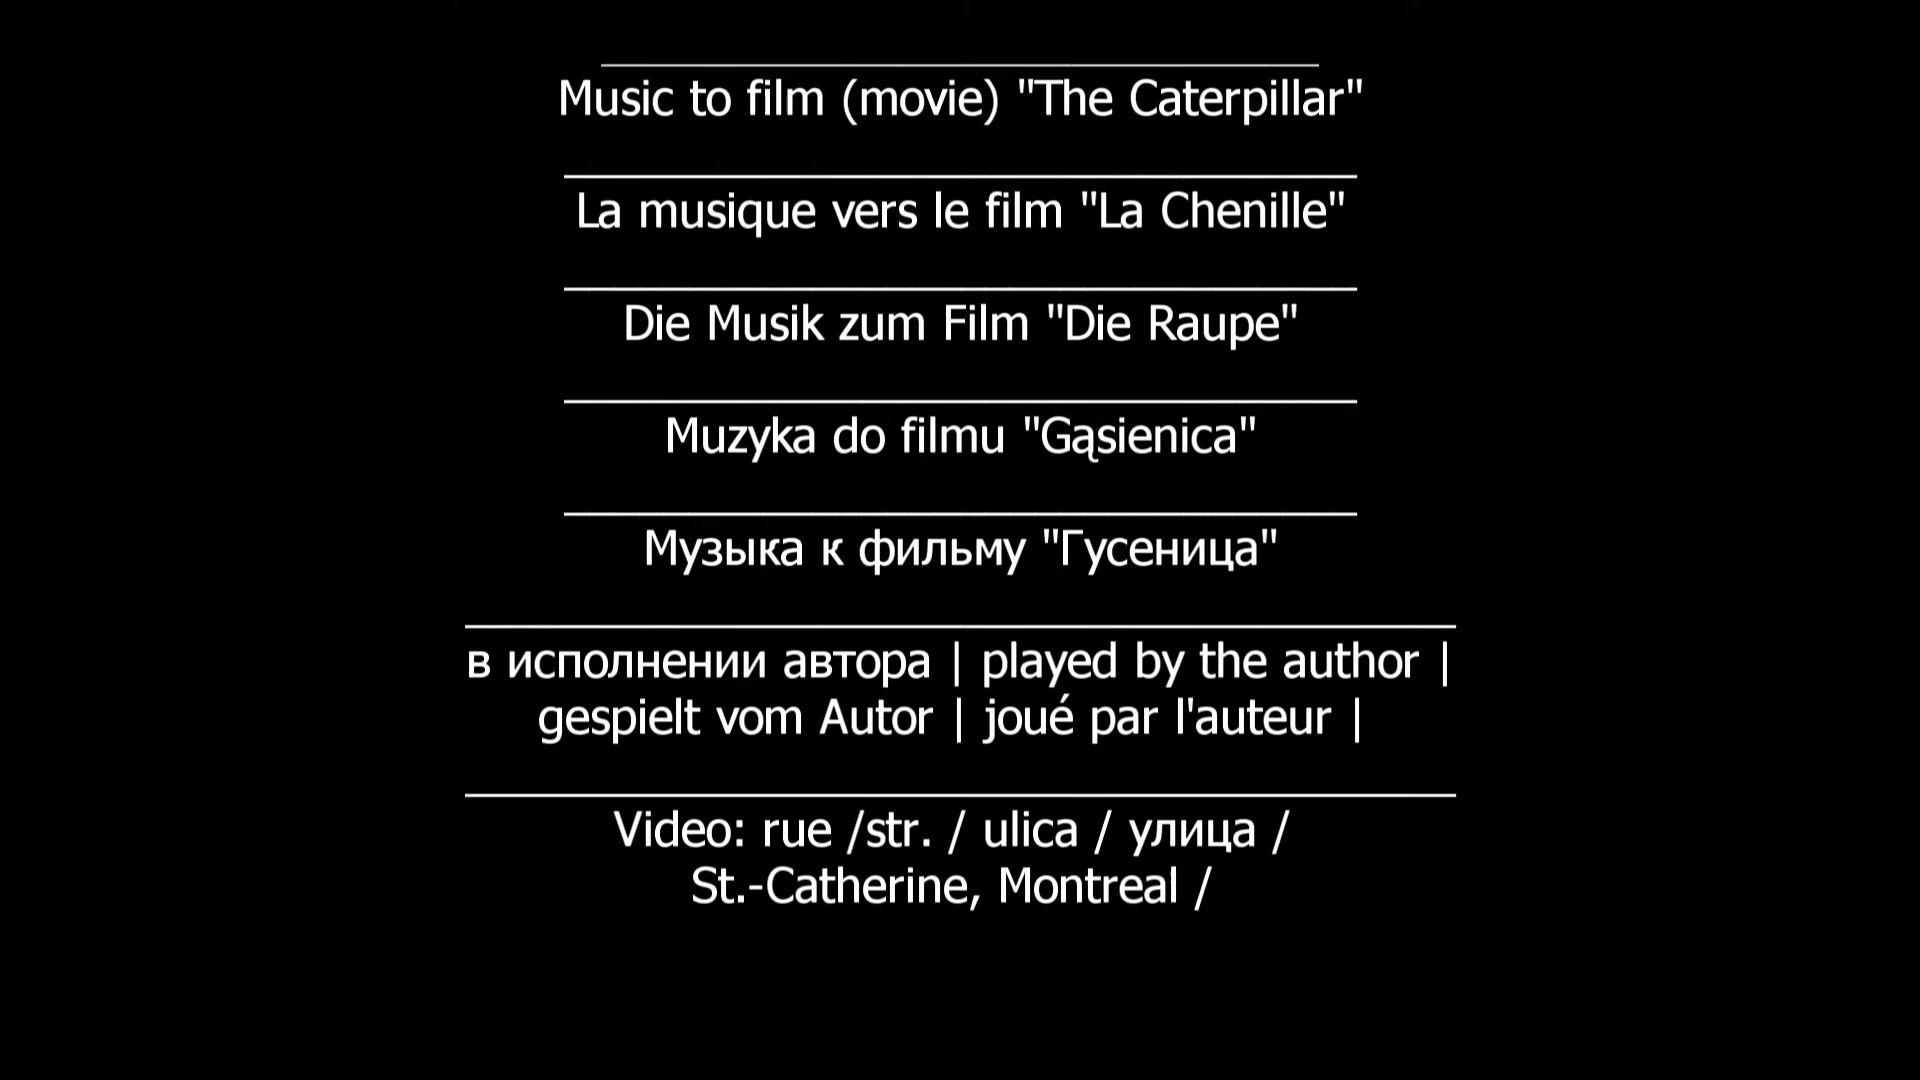 Music to film (movie) "The Caterpillar"
La musique vers le film "La Chenille"
Die Musik zum Film "Die Raupe"
Muzyka do filmu "Gąsienica"
Музыка к фильму "Гусеница"
в исполнении автора | played by the author |
gespielt vom Autor | joué par l'auteur |
Video: rue /str. / ulica / улица /
St.-Catherine, Montreal /